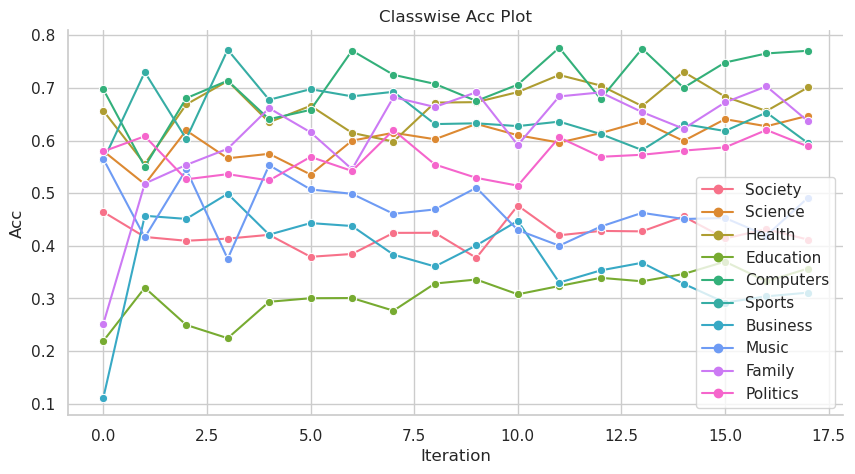 Classwise Acc Plot
Acc
0.8
0.7
0.6
0.5
0.4
0.3
0.2
0.1
Society
Science
Health
Education
Computers
Sports
Business
Music
Family
Politics
0.0 2.5 5.0 7.5 10.0 12.5 15.0 17.5
Iteration